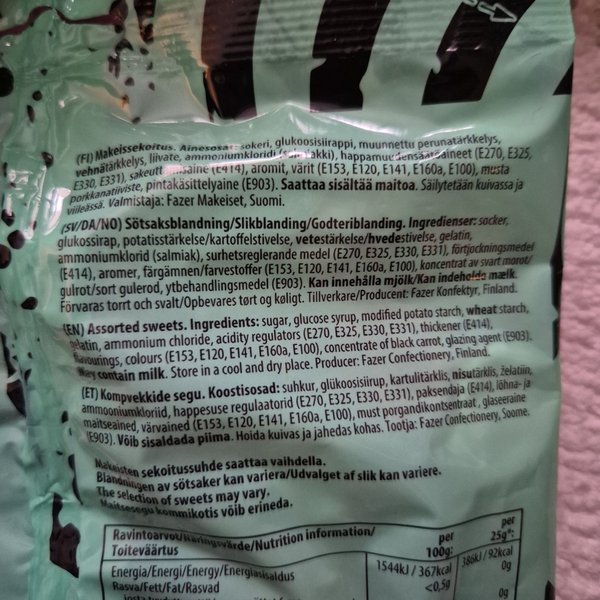 (FI) Makeissekoitus. Ainesosat: sokeri, glukoosisiirappi, muunnettu perunatärkkelys,
vehnätärkkelys, liivate, ammoniumkloridi happamuudensäätöaineet (E270, E325,
E330, E331), (E414), aromit, värit (E153, E120, E141, E160a, E100), musta
porkkanatiiviste, pintakäsittelyaine (E903). Saattaa sisältää maitoa. Säilytetään kuivassa ja
viileässä. Valmistaja: Fazer Makeiset, Suomi.
(SV/DA/NO) Sötsaksblandning/Slikblanding/Godteriblanding. Ingredienser: socker,
glukossirap, potatisstärkelse/kartoffelstivelse, vetestärkelse/hvedestivelse, gelatin,
ammoniumklorid (salmiak), surhetsreglerande medel (E270, E325, E330, E331), förtjockningsmedel
(E414), aromer, färgämnen/farvestoffer (E153, E120, E141, E160a, E100), koncentrat av svart morot/
gulrot/sort gulerod, ytbehandlingsmedel (E903). Kan innehålla mjölk/Kan indeholde mælk.
Förvaras torrt och svalt/Opbevares tørt og køligt. Tillverkare/Producent: Fazer Konfektyr, Finland.
(EN) Assorted sweets. Ingredients: sugar, glucose syrup, modified potato starch, wheat starch,
gelatin, ammonium chloride, acidity regulators (E270, E325, E330, E331), thickener (E414),
flavourings, colours (E153, E120, E141, E160a, E100), concentrate of black carrot, glazing agent (E903).
May contain milk. Store in a cool and dry place. Producer: Fazer Confectionery, Finland.
(ET) Kompvekkide segu. Koostisosad: suhkur, glükoosisiirup, kartulitärklis, nisutärklis, želatiin,
ammooniumkloriid, happesuse regulaatorid (E270, E325, E330, E331), paksendaja (E414), lõhna- ja
maitseained, värvained (E153, E120, E141, E160a, E100), must porgandikontsentraat, glaseeraine
(E903). Võib sisaldada piima. Hoida kuivas ja jahedas kohas. Tootja: Fazer Confectionery, Soome.
Makeisten sekoitussuhde saattaa vaihdella.
Blandningen av sötsaker kan variera/Udvalget af slik kan variere.
The selection of sweets may vary.
Maitsesegu kommikotis võib erineda.
Ravintoarvot/Näringsvärde/Nutrition information/
Toiteväärtus
per
100g:
per
25g*:
Energia/Energi/Energy/Energiasisaldus
1544kJ / 367kcal
386kJ / 92kcal
Rasva/Fett/Fat/Rasvad
<0,5g
0g
0g